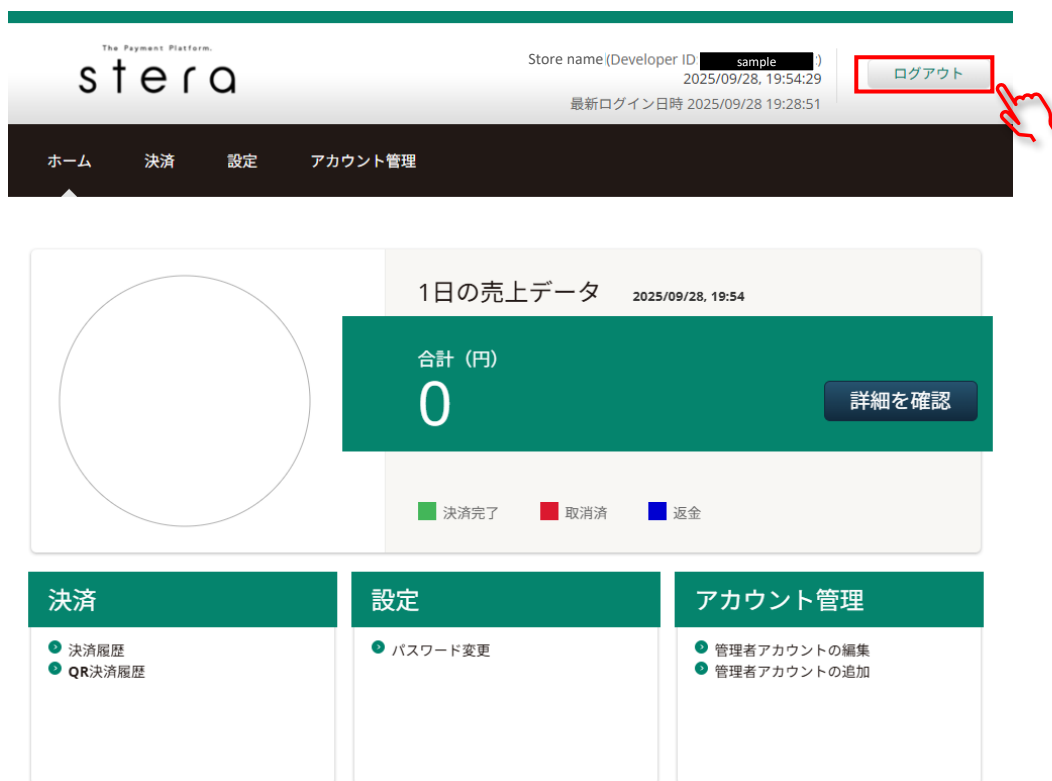 The Payment Platform.
stera
Store name (Developer ID: sample )
2025/09/28, 19:54:29
最新ログイン日時 2025/09/28 19:28:51
ログアウト
ホーム 決済 設定 アカウント管理
1日の売上データ 2025/09/28, 19:54
合計（円）
0
詳細を確認
決済完了 取消済 返金
決済 設定 アカウント管理
決済履歴 パスワード変更 管理者アカウントの編集
QR決済履歴 管理者アカウントの追加